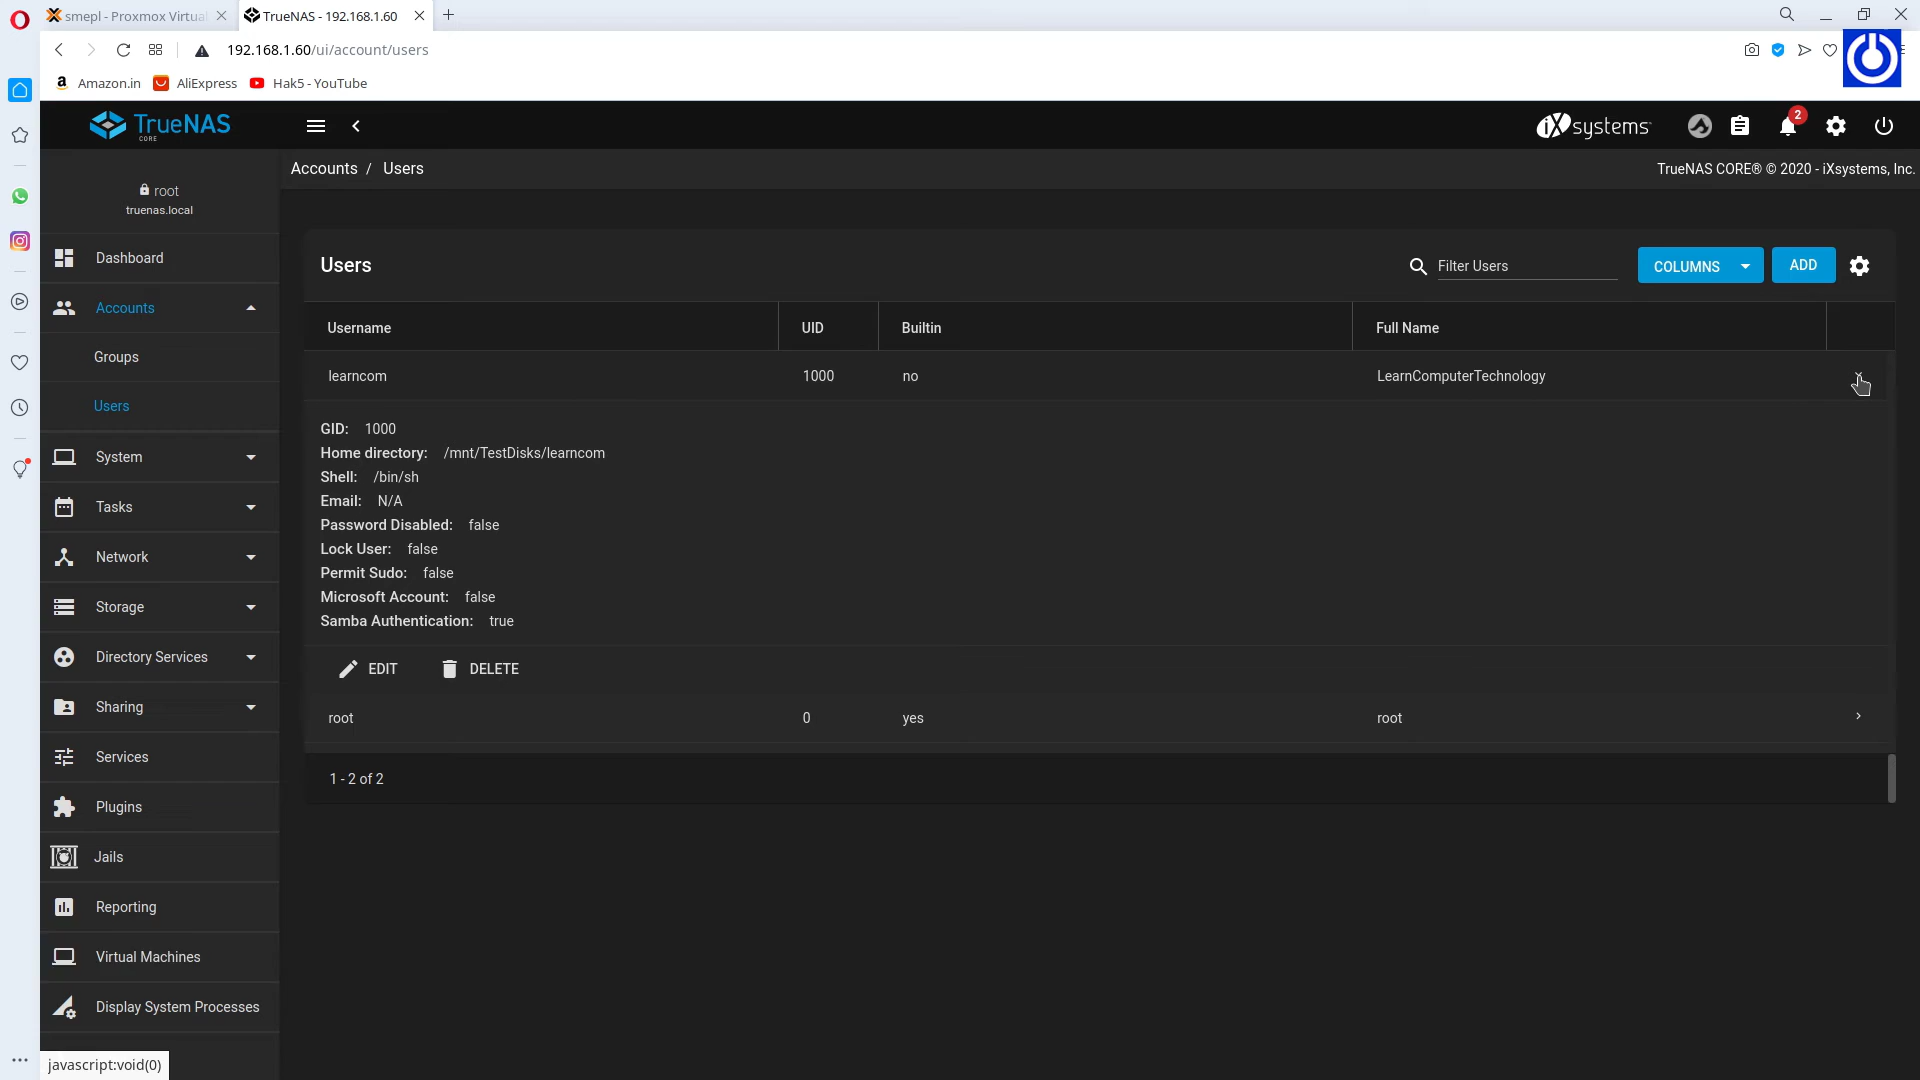 smepl - Proxmox Virtual
TrueNAS - 192.168.1.60
192.168.1.60/ui/account/users
Amazon.in
AliExpress
Hak5 - YouTube
TrueNAS
CORE
iXsystems
2
root
truenas.local
Accounts / Users
TrueNAS CORE® © 2020 - iXsystems, Inc.
Dashboard
Accounts
Groups
Users
System
Tasks
Network
Storage
Directory Services
Sharing
Services
Plugins
Jails
Reporting
Virtual Machines
Display System Processes
Users
Filter Users
COLUMNS
ADD
Username UID Builtin Full Name
learncom 1000 no LearnComputerTechnology
GID: 1000
Home directory: /mnt/TestDisks/learncom
Shell: /bin/sh
Email: N/A
Password Disabled: false
Lock User: false
Permit Sudo: false
Microsoft Account: false
Samba Authentication: true
EDIT DELETE
root 0 yes root
1 - 2 of 2
javascript:void(0)